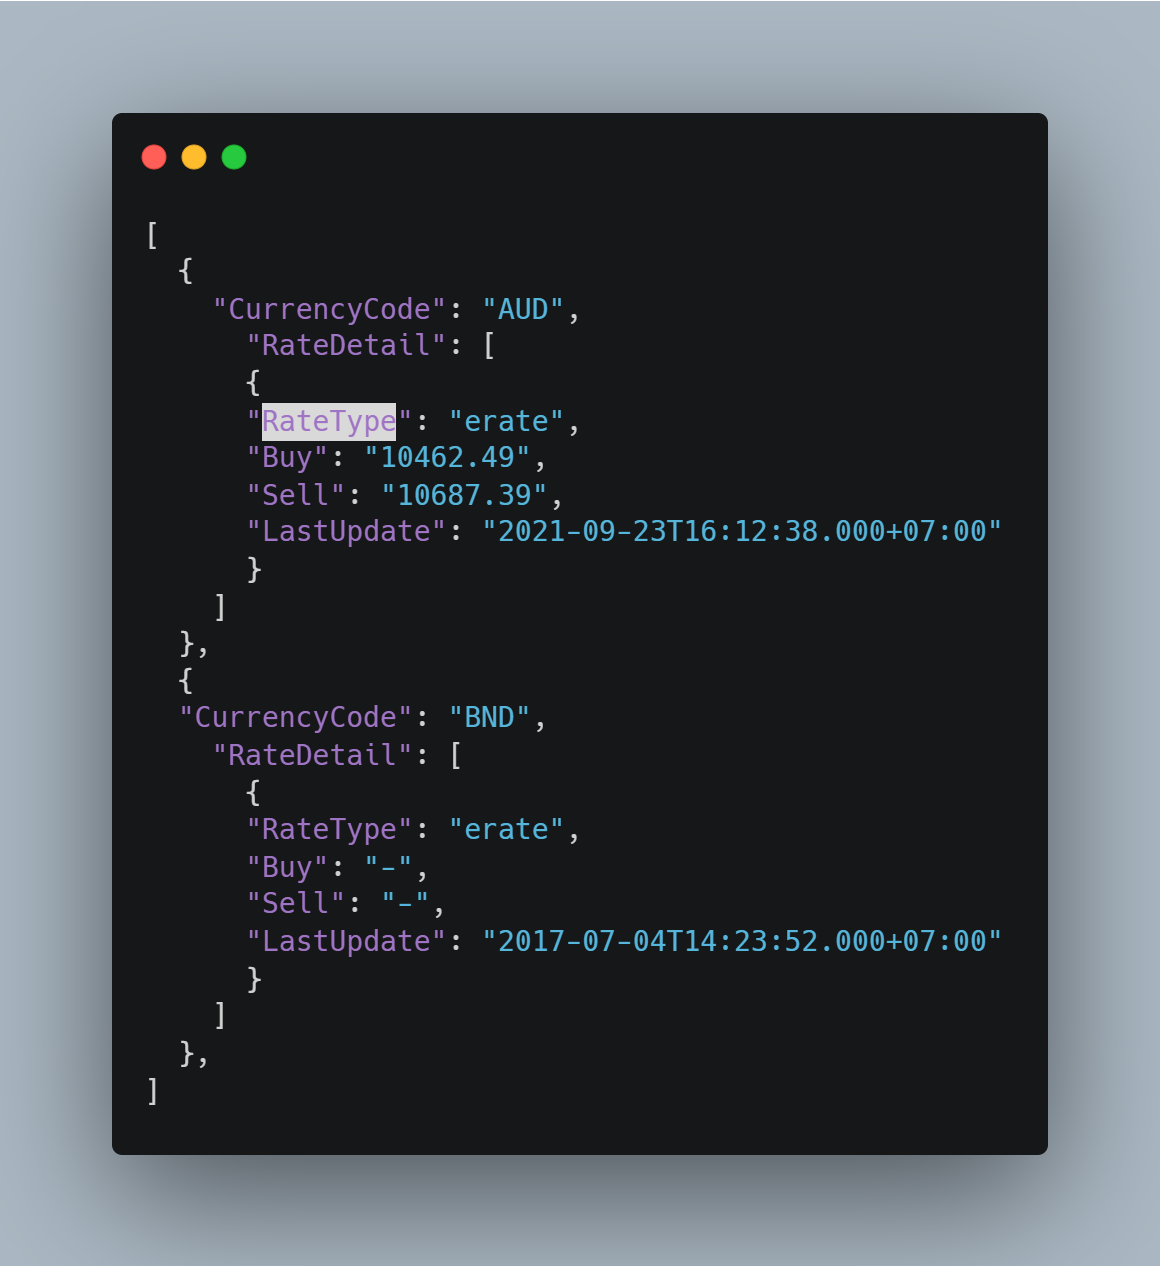 [
  {
    "CurrencyCode": "AUD",
      "RateDetail": [
      {
      "RateType": "erate",
      "Buy": "10462.49",
      "Sell": "10687.39",
      "LastUpdate": "2021-09-23T16:12:38.000+07:00"
      }
    ]
  },
  {
  "CurrencyCode": "BND",
    "RateDetail": [
      {
      "RateType": "erate",
      "Buy": "-",
      "Sell": "-",
      "LastUpdate": "2017-07-04T14:23:52.000+07:00"
      }
    ]
  },
]